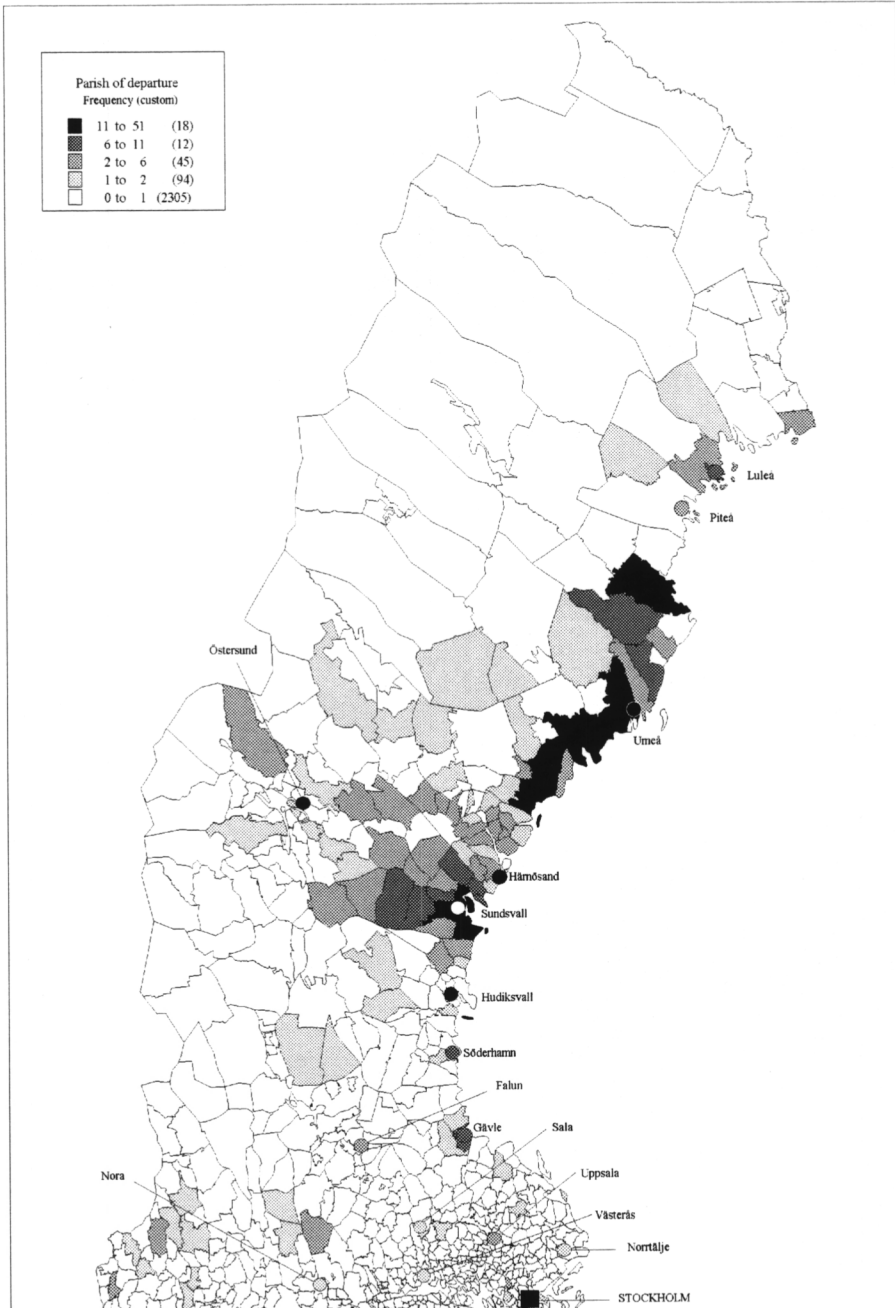 Parish of departure
Frequency (custom)
11 to 51 (18)
6 to 11 (12)
2 to 6 (45)
1 to 2 (94)
0 to 1 (2305)
Luleå
Piteå
Östersund
Umeå
Härnösand
Sundsvall
Hudiksvall
Söderhamn
Falun
Gävle
Sala
Nora
Uppsala
Västerås
Norrtälje
STOCKHOLM